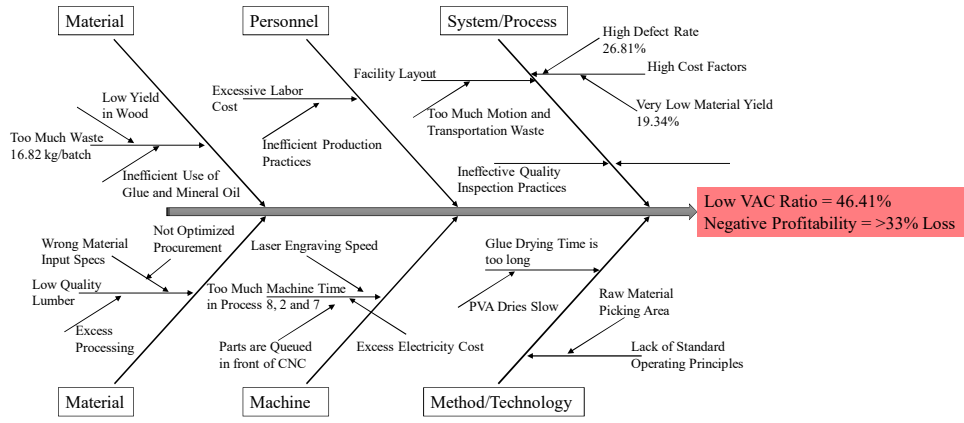 Material
Personnel
System/Process
High Defect Rate
26.81%
High Cost Factors
Facility Layout
Low Yield
in Wood
Excessive Labor
Cost
Very Low Material Yield
19.34%
Too Much Motion and
Transportation Waste
Too Much Waste
16.82 kg/batch
Inefficient Production
Practices
Inefficient Use of
Glue and Mineral Oil
Ineffective Quality
Inspection Practices
Low VAC Ratio = 46.41%
Negative Profitability = >33% Loss
Not Optimized
Procurement
Wrong Material
Input Specs
Low Quality
Lumber
Excess
Processing
Laser Engraving Speed
Too Much Machine Time
in Process 8, 2 and 7
Parts are Queued
in front of CNC
Excess Electricity Cost
Glue Drying Time is
too long
PVA Dries Slow
Raw Material
Picking Area
Lack of Standard
Operating Principles
Material
Machine
Method/Technology